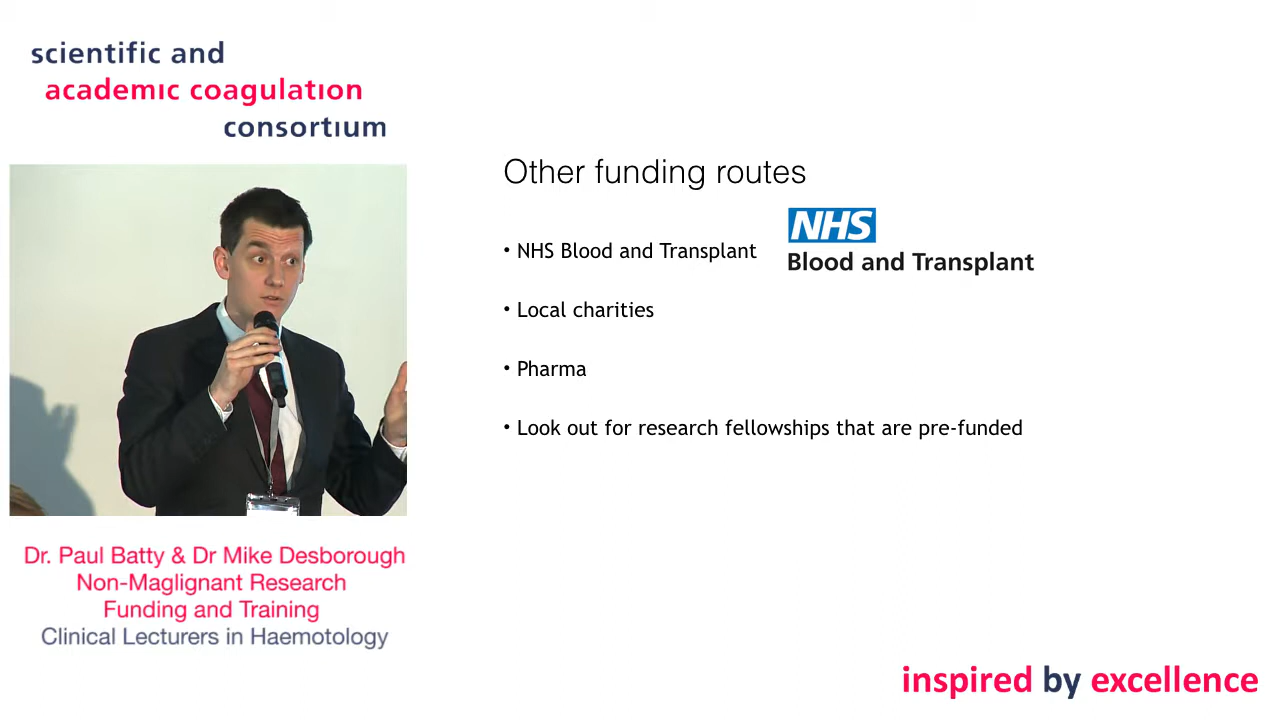 scientific and
academic coagulation
consortium
Other funding routes
NHS
Blood and Transplant
• NHS Blood and Transplant
• Local charities
• Pharma
• Look out for research fellowships that are pre-funded
Dr. Paul Batty & Dr Mike Desborough
Non-Maglignant Research
Funding and Training
Clinical Lecturers in Haemotology
inspired by excellence